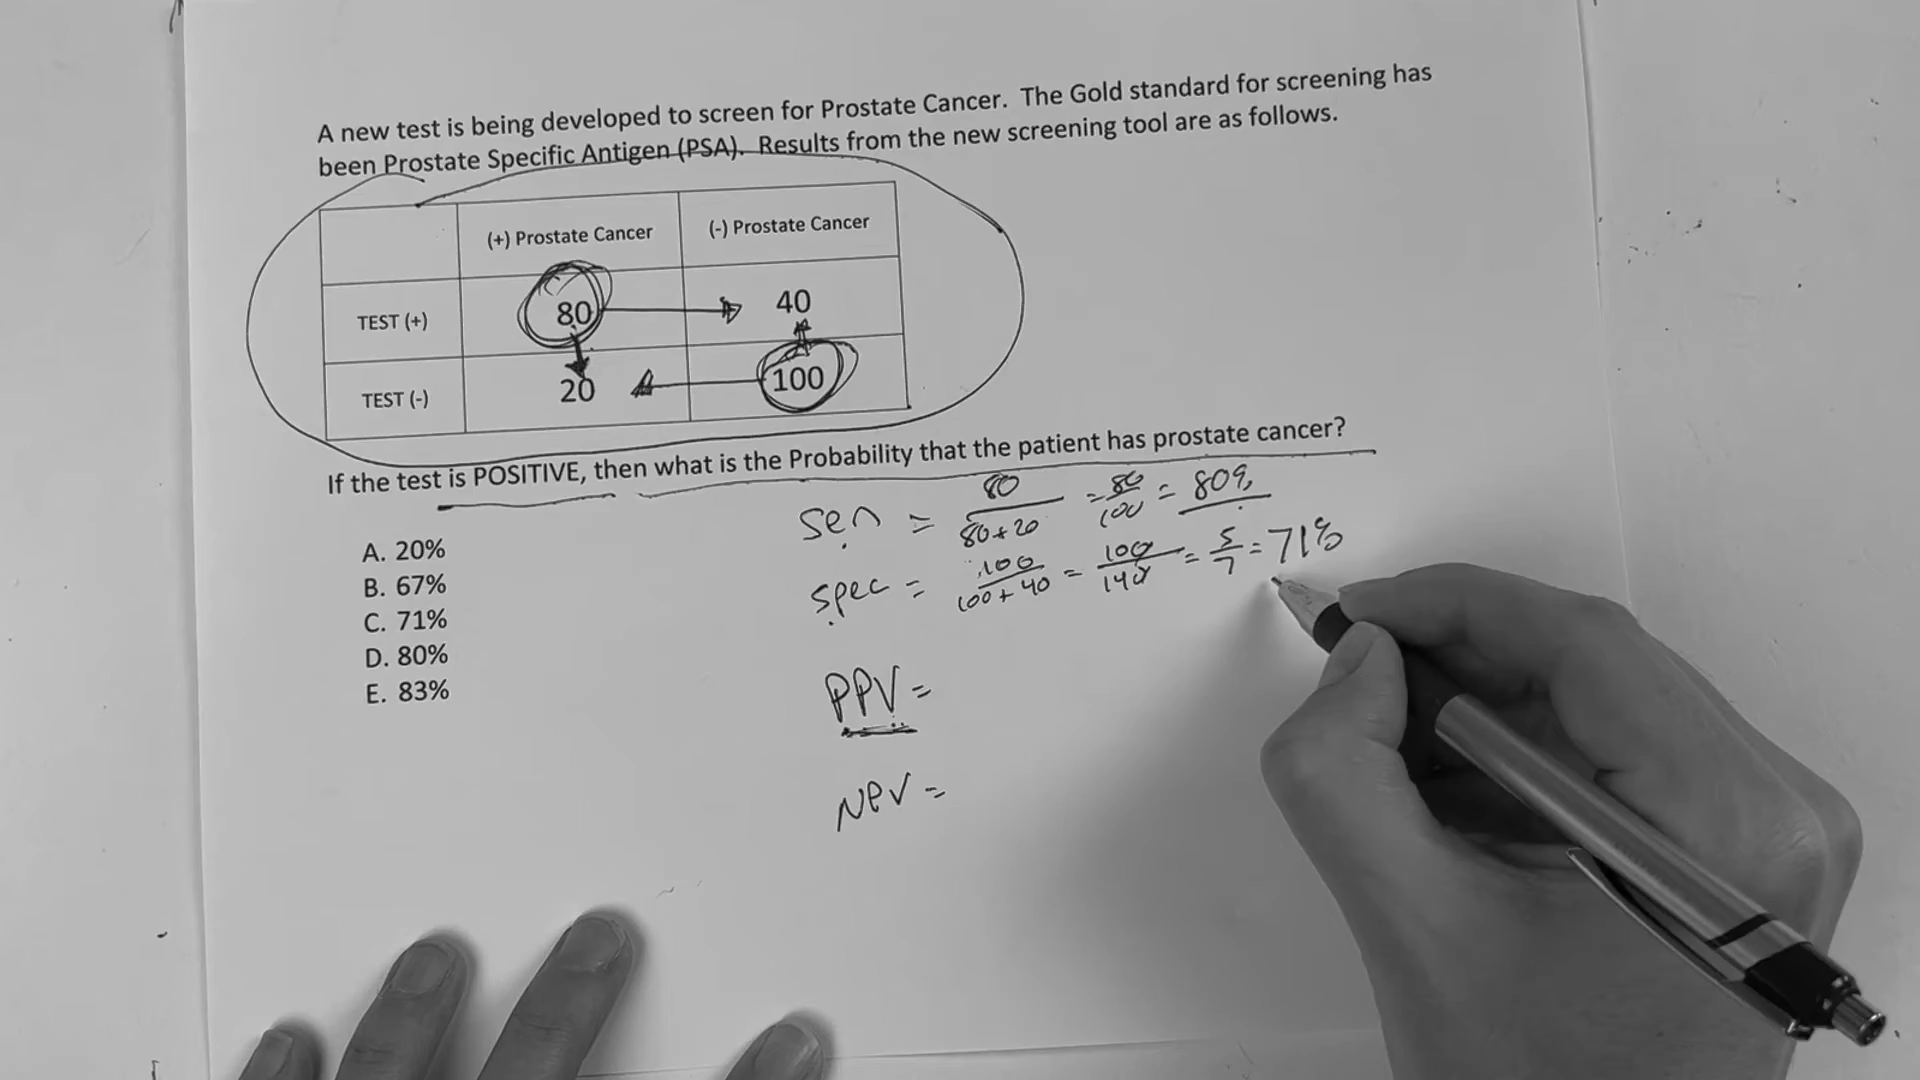 A new test is being developed to screen for Prostate Cancer. The Gold standard for screening has
been Prostate Specific Antigen (PSA). Results from the new screening tool are as follows.
(+) Prostate Cancer (-) Prostate Cancer
TEST (+) 80 40
TEST (-) 20 100
If the test is POSITIVE, then what is the Probability that the patient has prostate cancer?
A. 20%
B. 67%
C. 71%
D. 80%
E. 83%
sen = 80 / 80+20 = 80/100 = 80%
spec = 100 / 100+40 = 100/140 = 5/7 = 71%
PPV =
NPV =